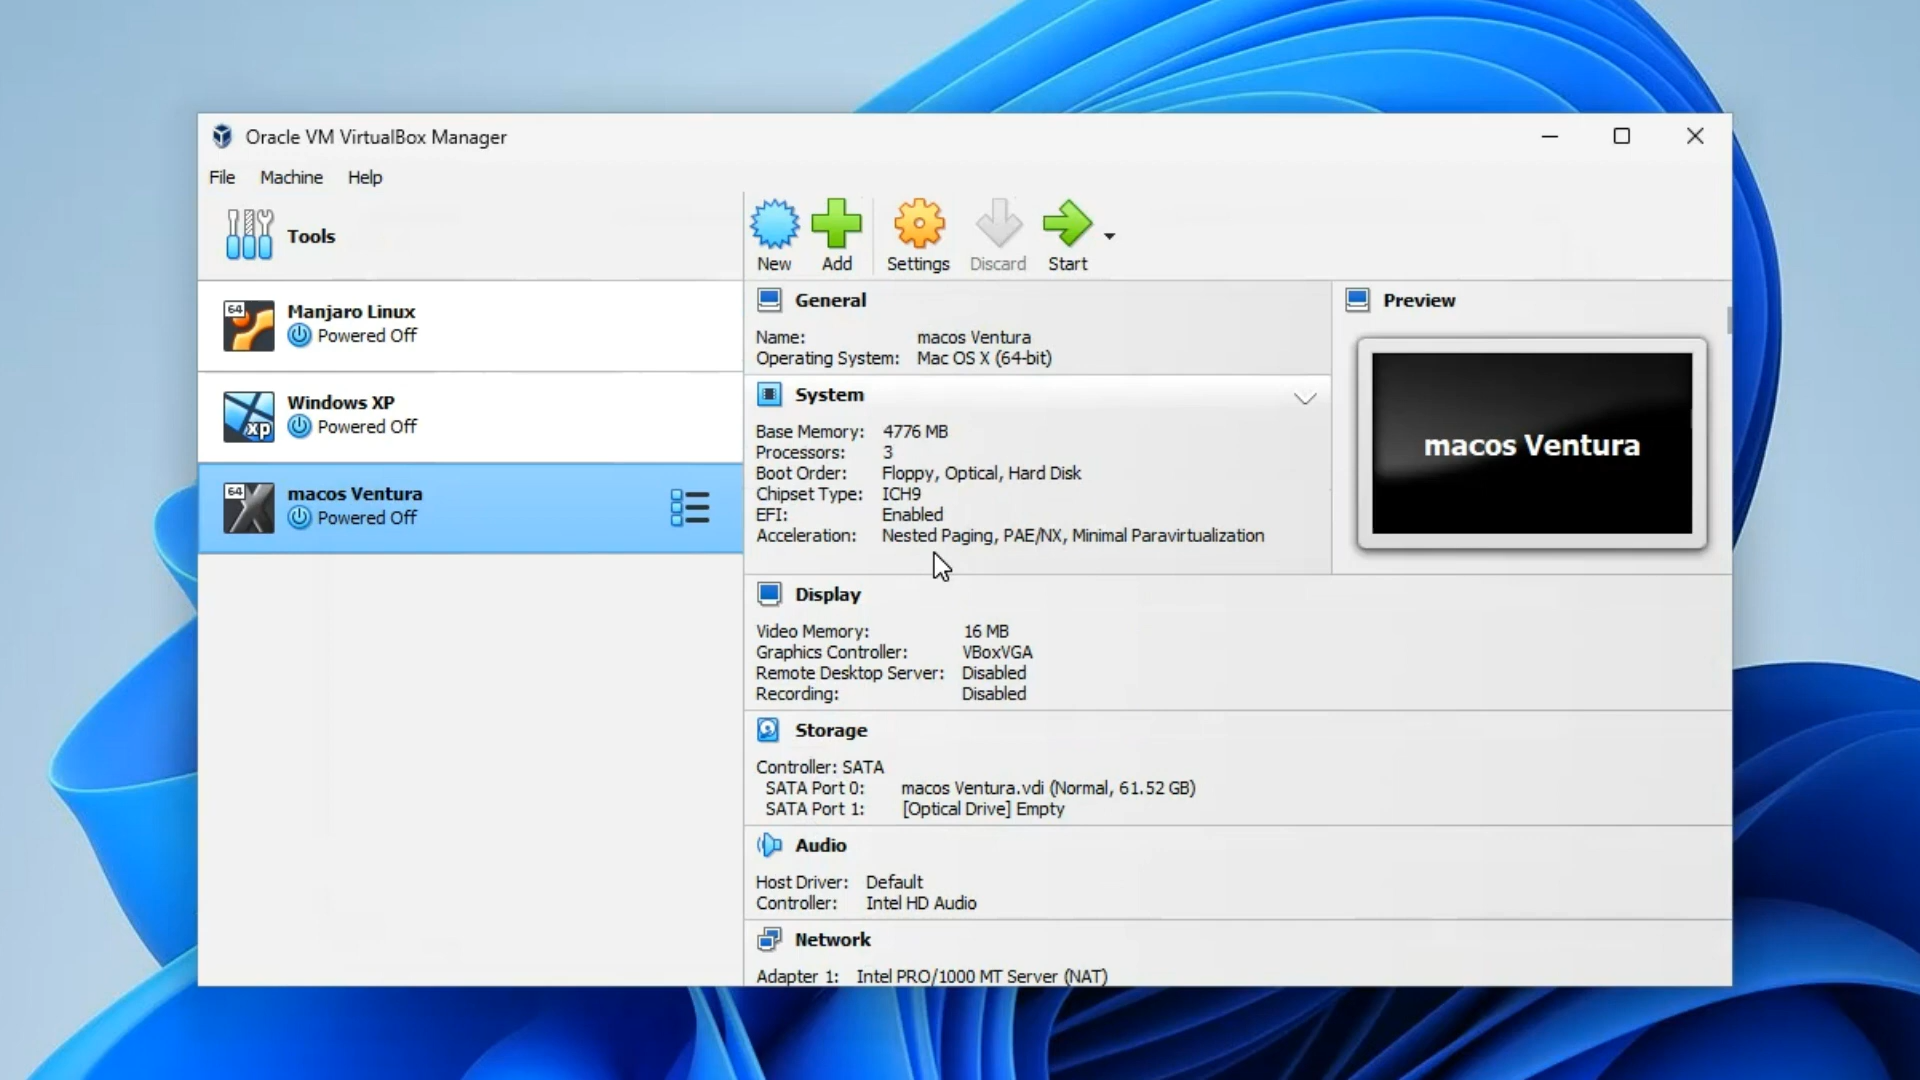 Oracle VM VirtualBox Manager
File Machine Help
Tools
New Add Settings Discard Start
64
Manjaro Linux
Powered Off
xp
Windows XP
Powered Off
64
macos Ventura
Powered Off
General
Name: macos Ventura
Operating System: Mac OS X (64-bit)
System
Base Memory: 4776 MB
Processors: 3
Boot Order: Floppy, Optical, Hard Disk
Chipset Type: ICH9
EFI: Enabled
Acceleration: Nested Paging, PAE/NX, Minimal Paravirtualization
Preview
macos Ventura
Display
Video Memory: 16 MB
Graphics Controller: VBoxVGA
Remote Desktop Server: Disabled
Recording: Disabled
Storage
Controller: SATA
SATA Port 0: macos Ventura.vdi (Normal, 61.52 GB)
SATA Port 1: [Optical Drive] Empty
Audio
Host Driver: Default
Controller: Intel HD Audio
Network
Adapter 1: Intel PRO/1000 MT Server (NAT)